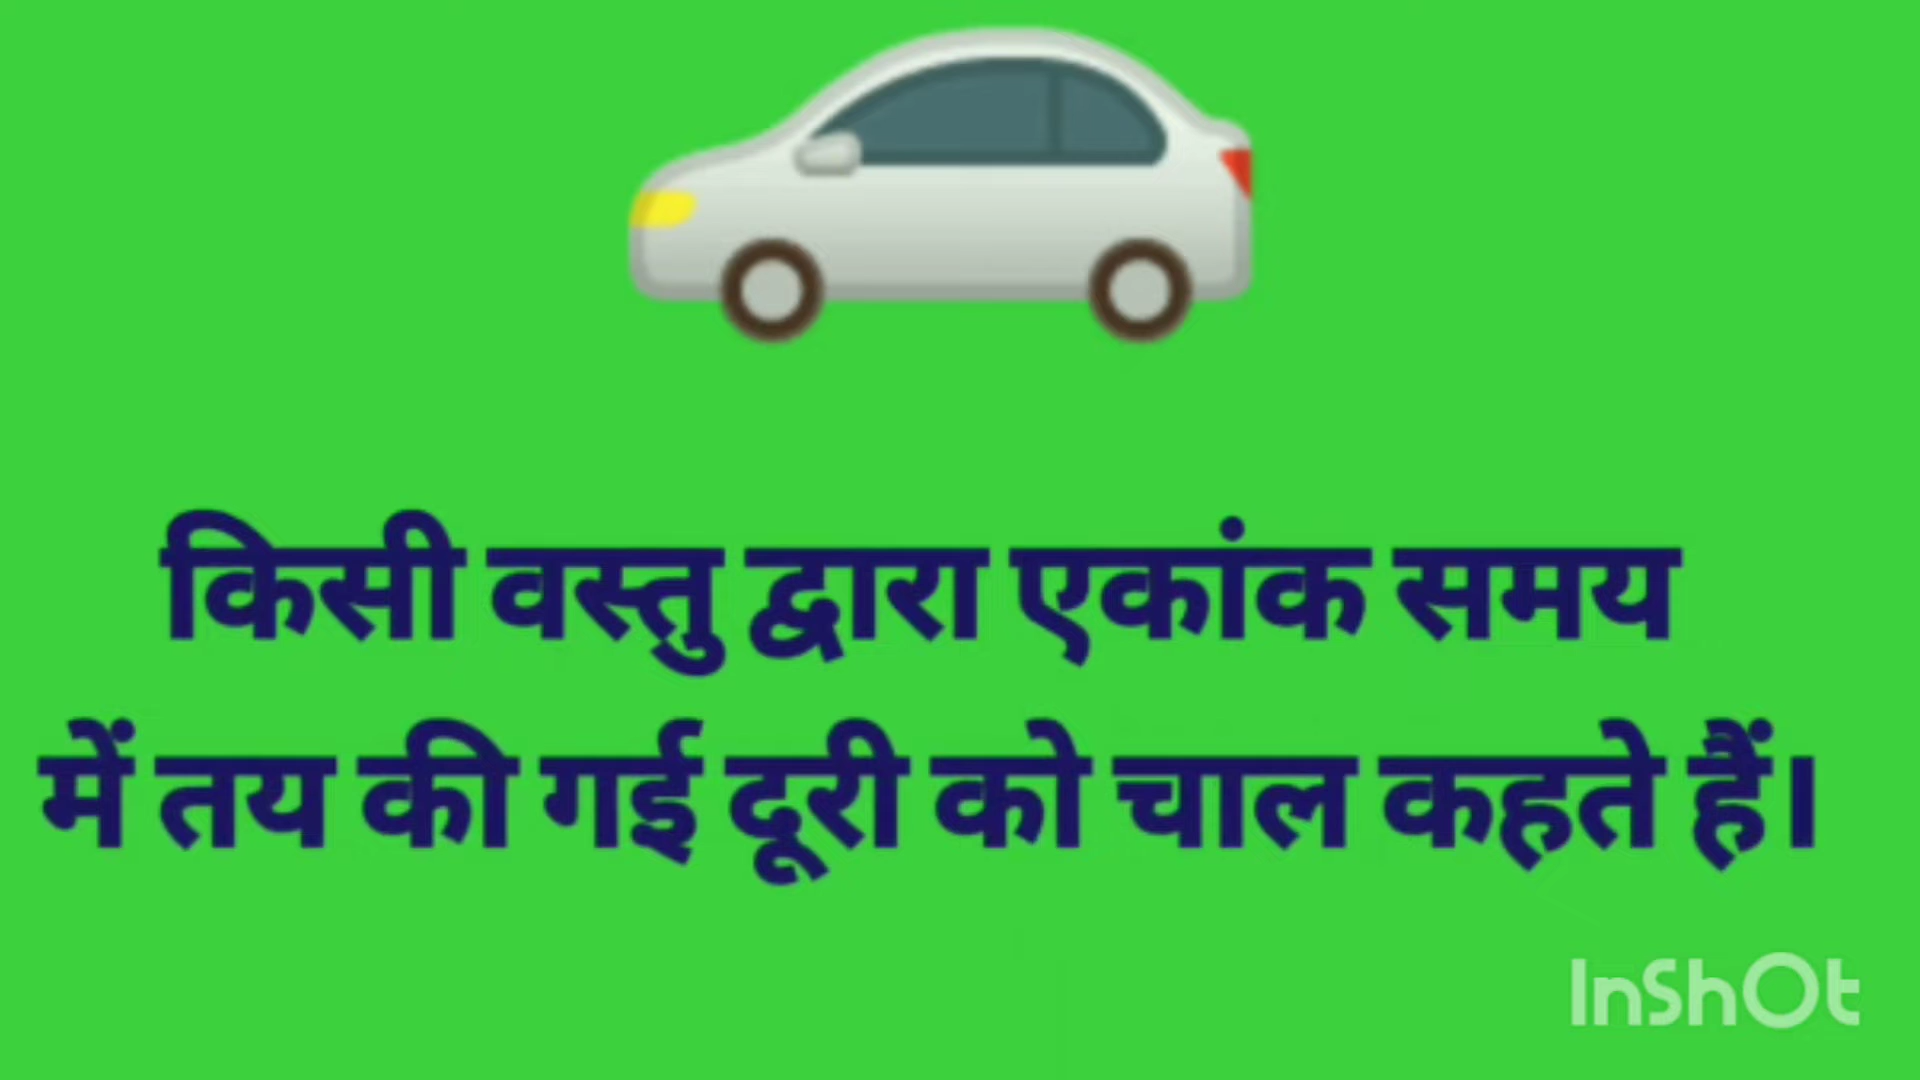 किसी वस्तु द्वारा एकांक समय
में तय की गई दूरी को चाल कहते हैं।
InShOt